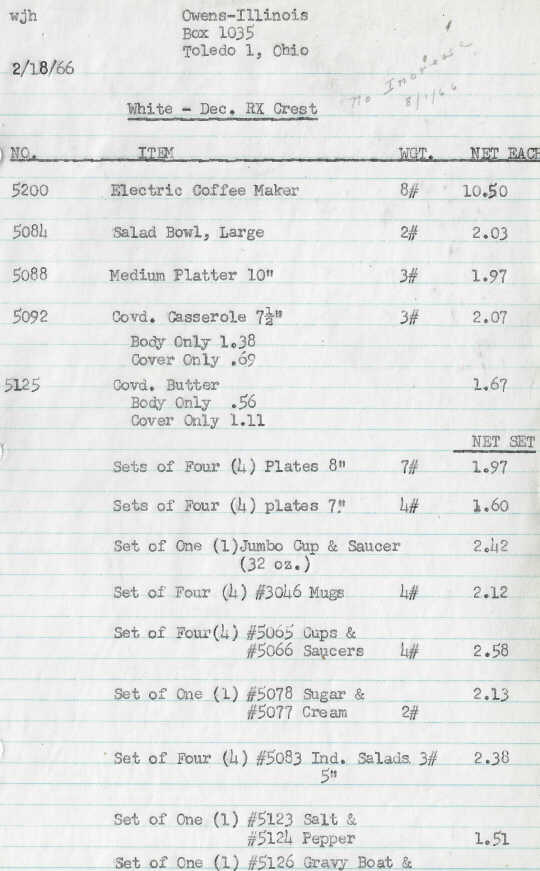 wjh
Owens-Illinois
Box 1035
Toledo 1, Ohio
2/18/66
no Increase
8/1/66
White - Dec. RX Crest
NO. ITEM WGT. NET EACH
5200 Electric Coffee Maker 8# 10.50
5084 Salad Bowl, Large 2# 2.03
5088 Medium Platter 10" 3# 1.97
5092 Covd. Casserole 7½" 3# 2.07
Body Only 1.38
Cover Only .69
5125 Covd. Butter 1.67
Body Only .56
Cover Only 1.11
NET SET
Sets of Four (4) Plates 8" 7# 1.97
Sets of Four (4) plates 7" 4# 1.60
Set of One (1)Jumbo Cup & Saucer 2.42
(32 oz.)
Set of Four (4) #3046 Mugs 4# 2.12
Set of Four(4) #5065 Cups &
#5066 Saucers 4# 2.58
Set of One (1) #5078 Sugar & 2.13
#5077 Cream 2#
Set of Four (4) #5083 Ind. Salads 3# 2.38
5"
Set of One (1) #5123 Salt &
#5124 Pepper 1.51
Set of One (1) #5126 Gravy Boat &